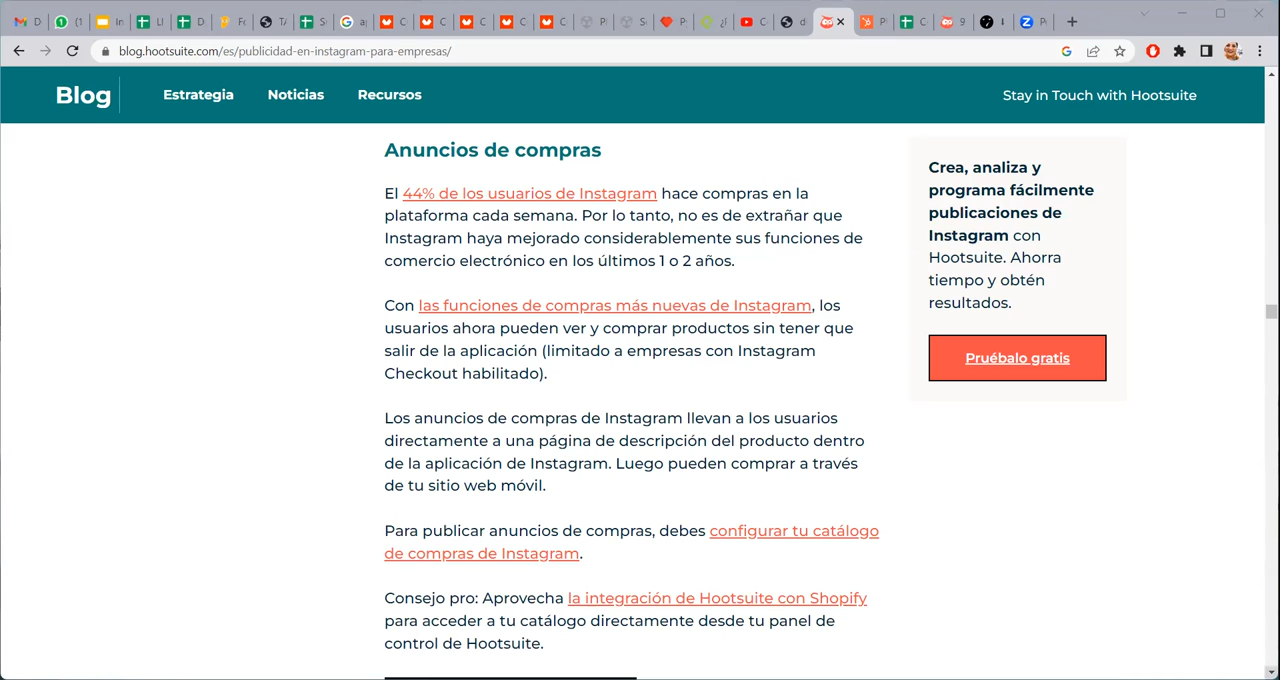 D
(1
In
LI
D
Fo
TA
S
ap
C
C
C
C
C
P
S
P
¿
C
d
P
C
9
I
P
blog.hootsuite.com/es/publicidad-en-instagram-para-empresas/
Blog
Estrategia
Noticias
Recursos
Stay in Touch with Hootsuite
Anuncios de compras
El 44% de los usuarios de Instagram hace compras en la
plataforma cada semana. Por lo tanto, no es de extrañar que
Instagram haya mejorado considerablemente sus funciones de
comercio electrónico en los últimos 1 o 2 años.
Con las funciones de compras más nuevas de Instagram, los
usuarios ahora pueden ver y comprar productos sin tener que
salir de la aplicación (limitado a empresas con Instagram
Checkout habilitado).
Los anuncios de compras de Instagram llevan a los usuarios
directamente a una página de descripción del producto dentro
de la aplicación de Instagram. Luego pueden comprar a través
de tu sitio web móvil.
Para publicar anuncios de compras, debes configurar tu catálogo
de compras de Instagram.
Consejo pro: Aprovecha la integración de Hootsuite con Shopify
para acceder a tu catálogo directamente desde tu panel de
control de Hootsuite.
Crea, analiza y
programa fácilmente
publicaciones de
Instagram con
Hootsuite. Ahorra
tiempo y obtén
resultados.
Pruébalo gratis